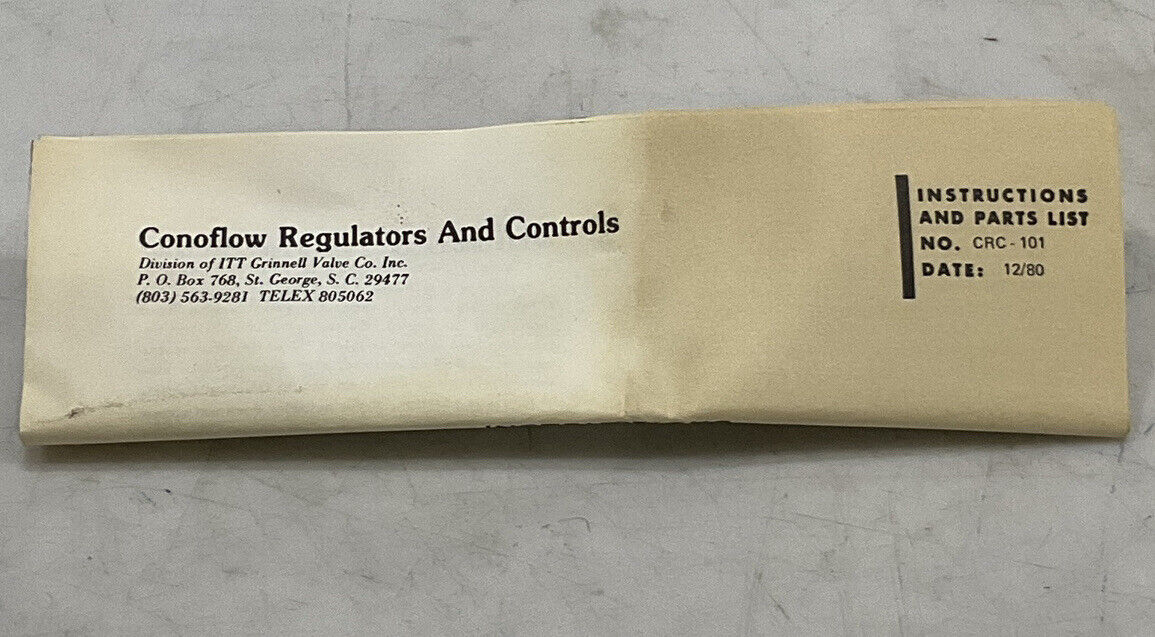 Conoflow Regulators And Controls
Division of ITT Grinnell Valve Co. Inc.
P. O. Box 768, St. George, S. C. 29477
(803) 563-9281 TELEX 805062
INSTRUCTIONS
AND PARTS LIST
NO. CRC - 101
DATE: 12/80